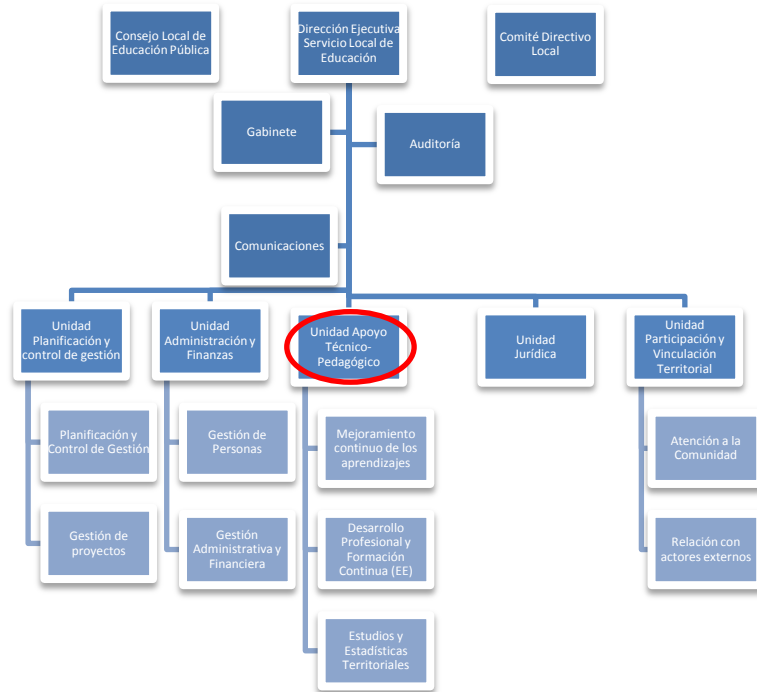 Consejo Local de
Educación Pública
Dirección Ejecutiva
Servicio Local de
Educación
Comité Directivo
Local
Gabinete
Auditoría
Comunicaciones
Unidad
Planificación y
control de gestión
Unidad
Administración y
Finanzas
Unidad Apoyo
Técnico-
Pedagógico
Unidad
Jurídica
Unidad
Participación y
Vinculación
Territorial
Planificación y
Control de Gestión
Gestión de
Personas
Mejoramiento
continuo de los
aprendizajes
Atención a la
Comunidad
Gestión de
proyectos
Gestión
Administrativa y
Financiera
Desarrollo
Profesional y
Formación
Continua (EE)
Relación con
actores externos
Estudios y
Estadísticas
Territoriales